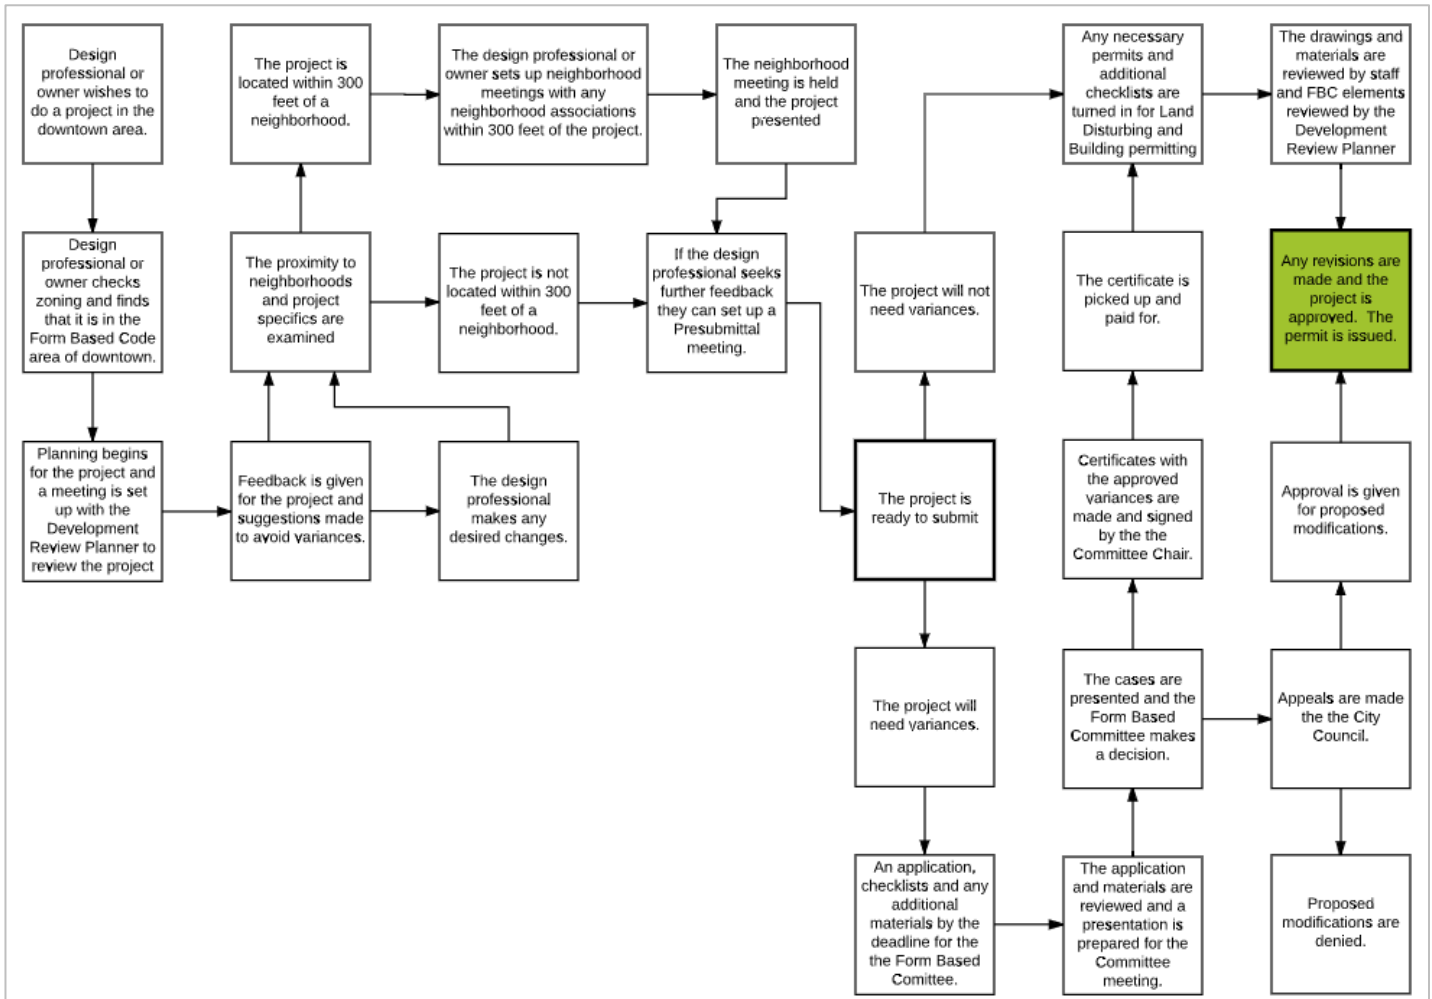 Design
professional or
owner wishes to
do a project in the
downtown area.
The project is
located within 300
feet of a
neighborhood.
The design professional or
owner sets up neighborhood
meetings with any
neighborhood associations
within 300 feet of the project.
The neighborhood
meeting is held
and the project
presented
Any necessary
permits and
additional
checklists are
turned in for Land
Disturbing and
Building permitting
The drawings and
materials are
reviewed by staff
and FBC elements
reviewed by the
Development
Review Planner
Design
professional or
owner checks
zoning and finds
that it is in the
Form Based Code
area of downtown.
The proximity to
neighborhoods
and project
specifics are
examined
The project is not
located within 300
feet of a
neighborhood.
If the design
professional seeks
further feedback
they can set up a
Presubmittal
meeting.
The project will not
need variances.
The certificate is
picked up and
paid for.
Any revisions are
made and the
project is
approved. The
permit is issued.
Planning begins
for the project and
a meeting is set
up with the
Development
Review Planner to
review the project
Feedback is given
for the project and
suggestions made
to avoid variances.
The design
professional
makes any
desired changes.
The project is
ready to submit
Certificates with
the approved
variances are
made and signed
by the the
Committee Chair.
Approval is given
for proposed
modifications.
The project will
need variances.
The cases are
presented and the
Form Based
Committee makes
a decision.
Appeals are made
the the City
Council.
An application,
checklists and any
additional
materials by the
deadline for the
the Form Based
Comittee.
The application
and materials are
reviewed and a
presentation is
prepared for the
Committee
meeting.
Proposed
modifications are
denied.